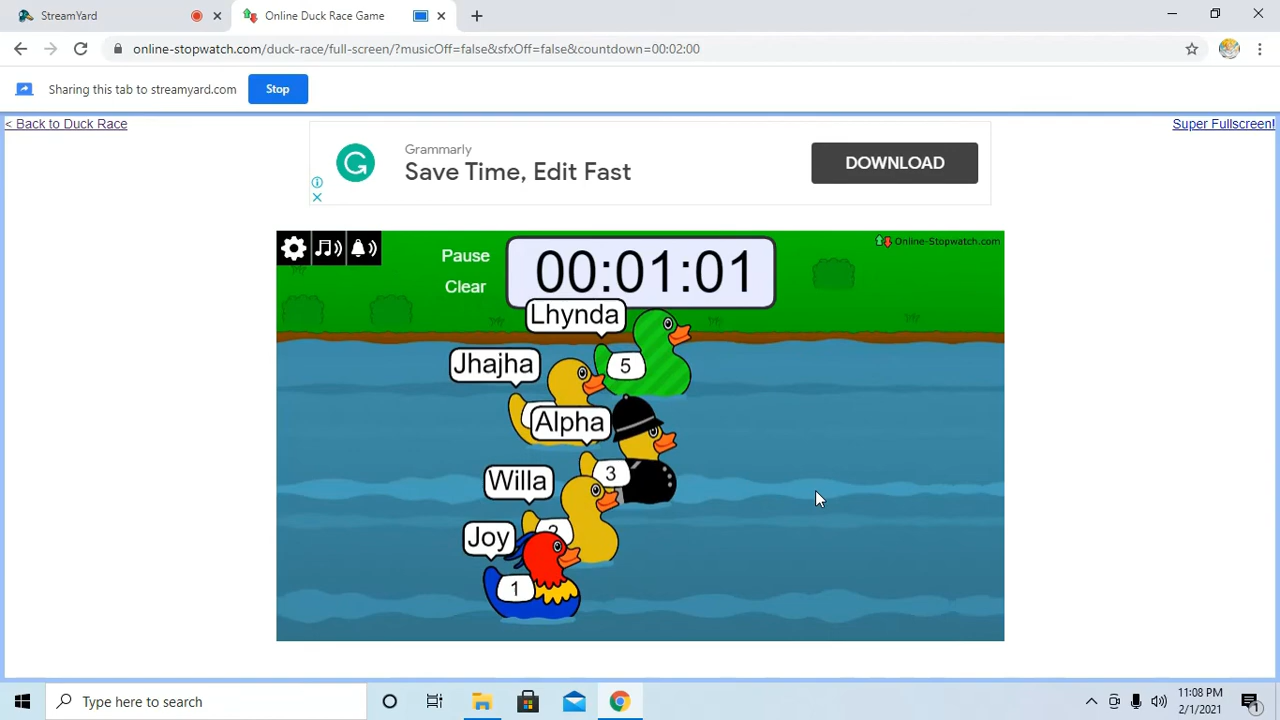 StreamYard
Online Duck Race Game
online-stopwatch.com/duck-race/full-screen/?musicOff=false&sfxOff=false&countdown=00:02:00
Sharing this tab to streamyard.com
Stop
< Back to Duck Race
Super Fullscreen!
Grammarly
Save Time, Edit Fast
DOWNLOAD
Pause
Clear
00:01:01
Online-Stopwatch.com
Lhynda
5
Jhajha
Alpha
3
Willa
2
Joy
1
Type here to search
11:08 PM
2/1/2021
1